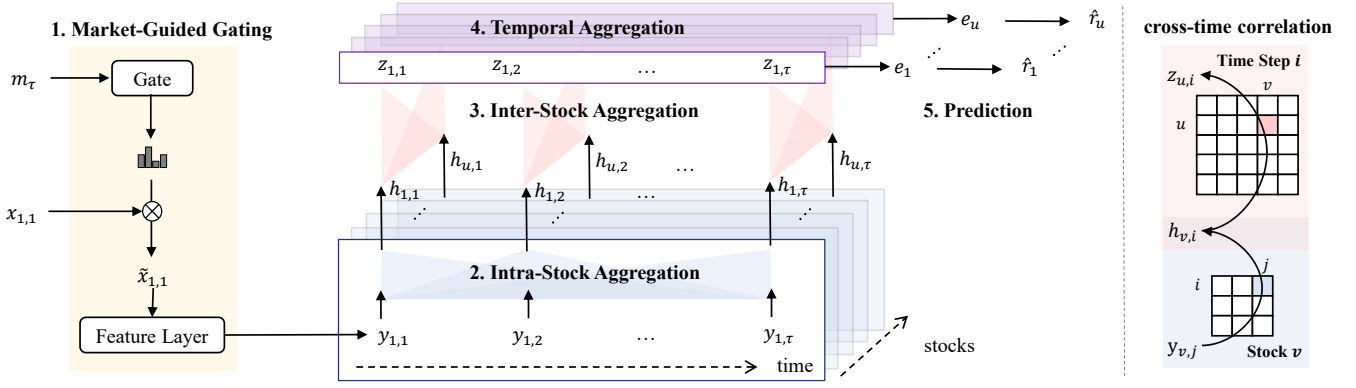 1. Market-Guided Gating
m_τ
Gate
x_{1,1}
x̃_{1,1}
Feature Layer
4. Temporal Aggregation
z_{1,1} z_{1,2} … z_{1,τ}
e_u r̂_u
e_1 r̂_1
3. Inter-Stock Aggregation
5. Prediction
h_{u,1} h_{u,2} … h_{u,τ}
h_{1,1} h_{1,2} … h_{1,τ}
2. Intra-Stock Aggregation
y_{1,1} y_{1,2} … y_{1,τ}
time
stocks
cross-time correlation
Time Step i
z_{u,i}
v
u
h_{v,i}
j
i
y_{v,j}
Stock v